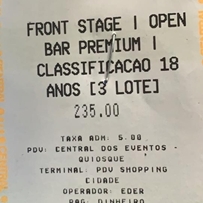 FRONT STAGE | OPEN
BAR PREMIUM |
CLASSIFICACAO 18
ANOS [3 LOTE]
235.00
TAXA ADM: 5.00
PDV: CENTRAL DOS EVENTOS -
QUIOSQUE
TERMINAL: PDV SHOPPING
CIDADE
OPERADOR: EDER
PAG: DINHEIRO